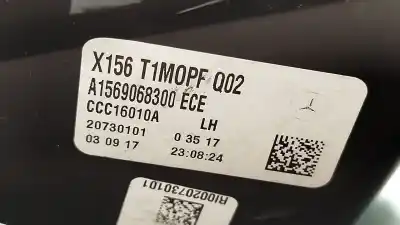 X156 T1MOPF Q02
A1569068300 ECE
CCC16010A LH
20730101 0 35 17
03 09 17 23:08:24
RI0020730101